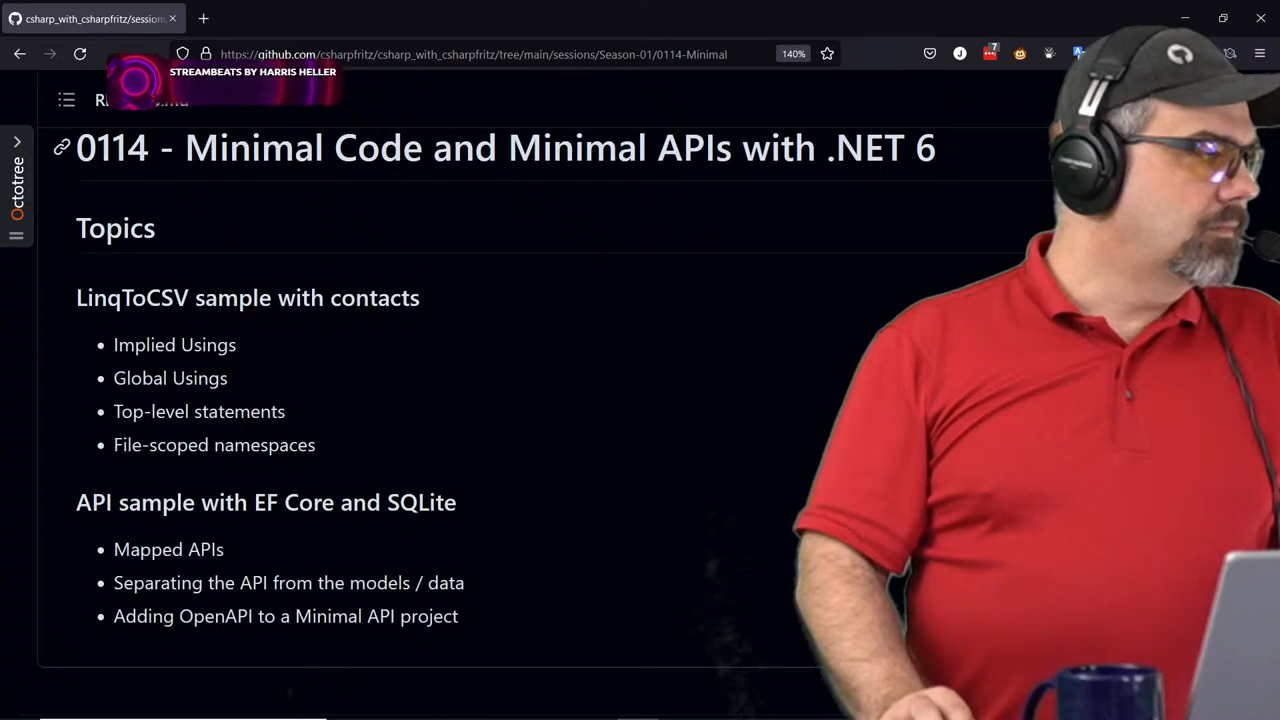 csharp_with_csharpfritz/sessions
https://github.com/csharpfritz/csharp_with_csharpfritz/tree/main/sessions/Season-01/0114-Minimal
140%
J
7
STREAMBEATS BY HARRIS HELLER
0114 - Minimal Code and Minimal APIs with .NET 6
Octotree
Topics
LinqToCSV sample with contacts
Implied Usings
Global Usings
Top-level statements
File-scoped namespaces
API sample with EF Core and SQLite
Mapped APIs
Separating the API from the models / data
Adding OpenAPI to a Minimal API project